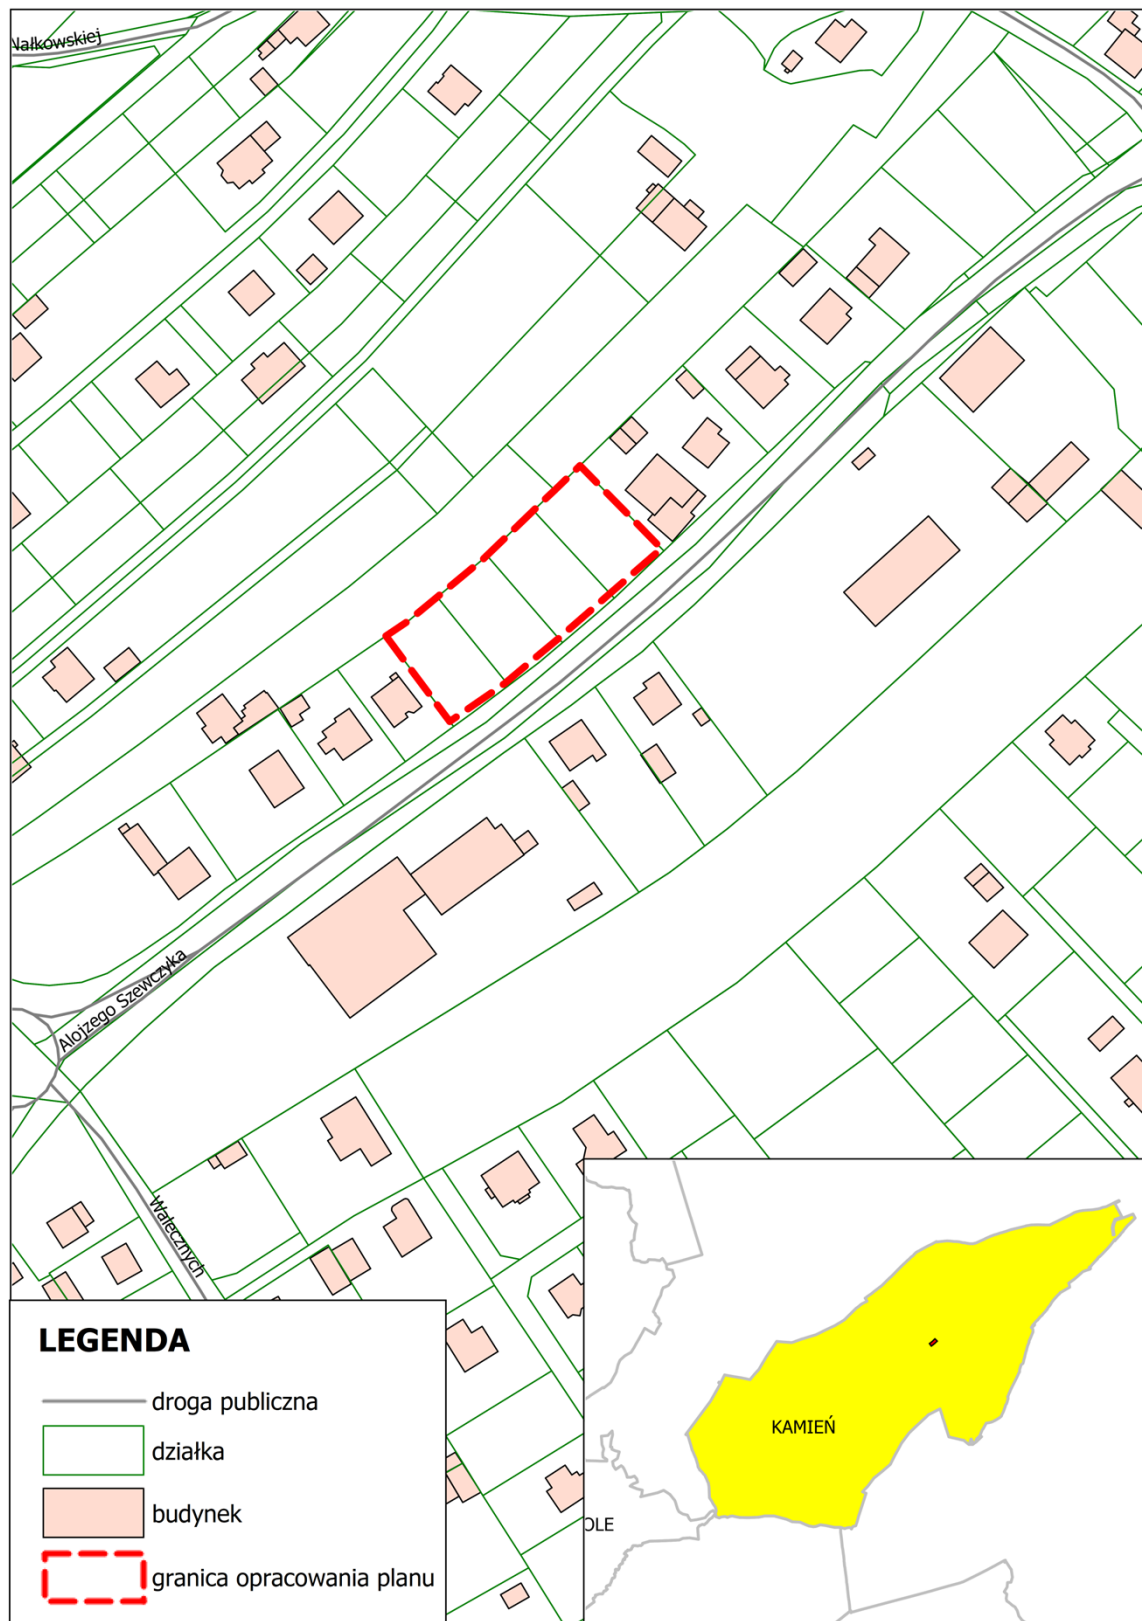 Nałkowskiej
Alojzego Szewczyka
Walecznych
LEGENDA
droga publiczna
działka
budynek
granica opracowania planu
KAMIEŃ
OLE